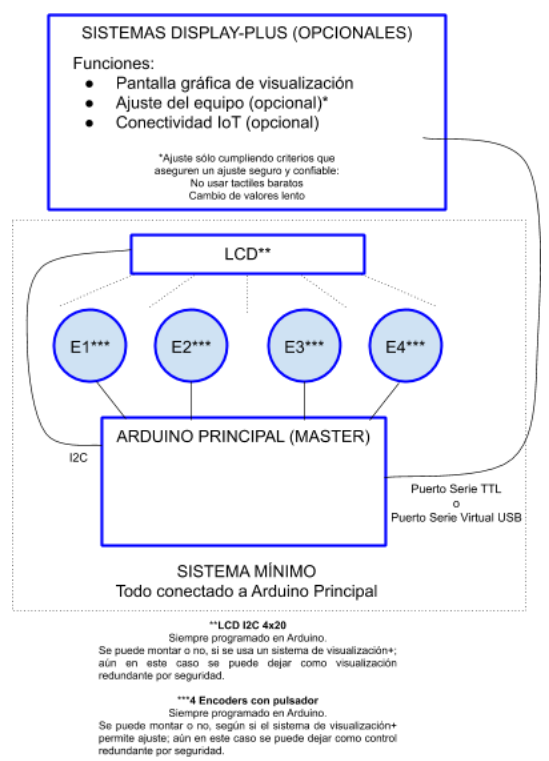 SISTEMAS DISPLAY-PLUS (OPCIONALES)
Funciones:
● Pantalla gráfica de visualización
● Ajuste del equipo (opcional)*
● Conectividad IoT (opcional)
*Ajuste sólo cumpliendo criterios que
aseguren un ajuste seguro y confiable:
No usar tactiles baratos
Cambio de valores lento
LCD**
E1***
E2***
E3***
E4***
ARDUINO PRINCIPAL (MASTER)
I2C
Puerto Serie TTL
o
Puerto Serie Virtual USB
SISTEMA MÍNIMO
Todo conectado a Arduino Principal
**LCD I2C 4x20
Siempre programado en Arduino.
Se puede montar o no, si se usa un sistema de visualización+;
aún en este caso se puede dejar como visualización
redundante por seguridad.
***4 Encoders con pulsador
Siempre programado en Arduino.
Se puede montar o no, según si el sistema de visualización+
permite ajuste; aún en este caso se puede dejar como control
redundante por seguridad.